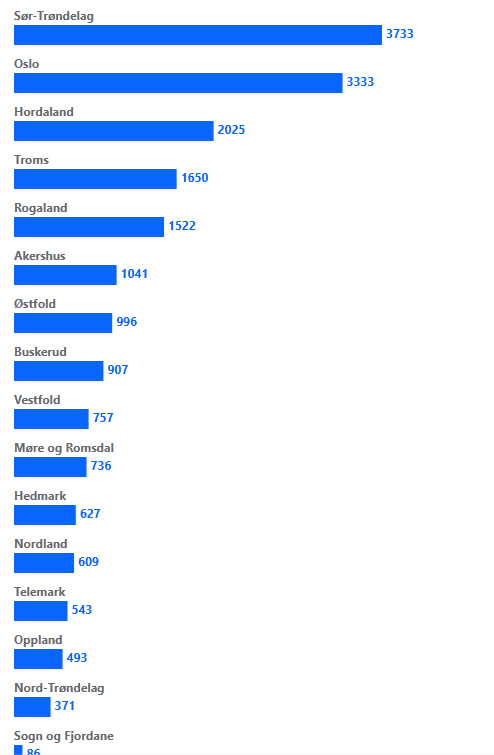 Sør-Trøndelag
3733
Oslo
3333
Hordaland
2025
Troms
1650
Rogaland
1522
Akershus
1041
Østfold
996
Buskerud
907
Vestfold
757
Møre og Romsdal
736
Hedmark
627
Nordland
609
Telemark
543
Oppland
493
Nord-Trøndelag
371
Sogn og Fjordane
86